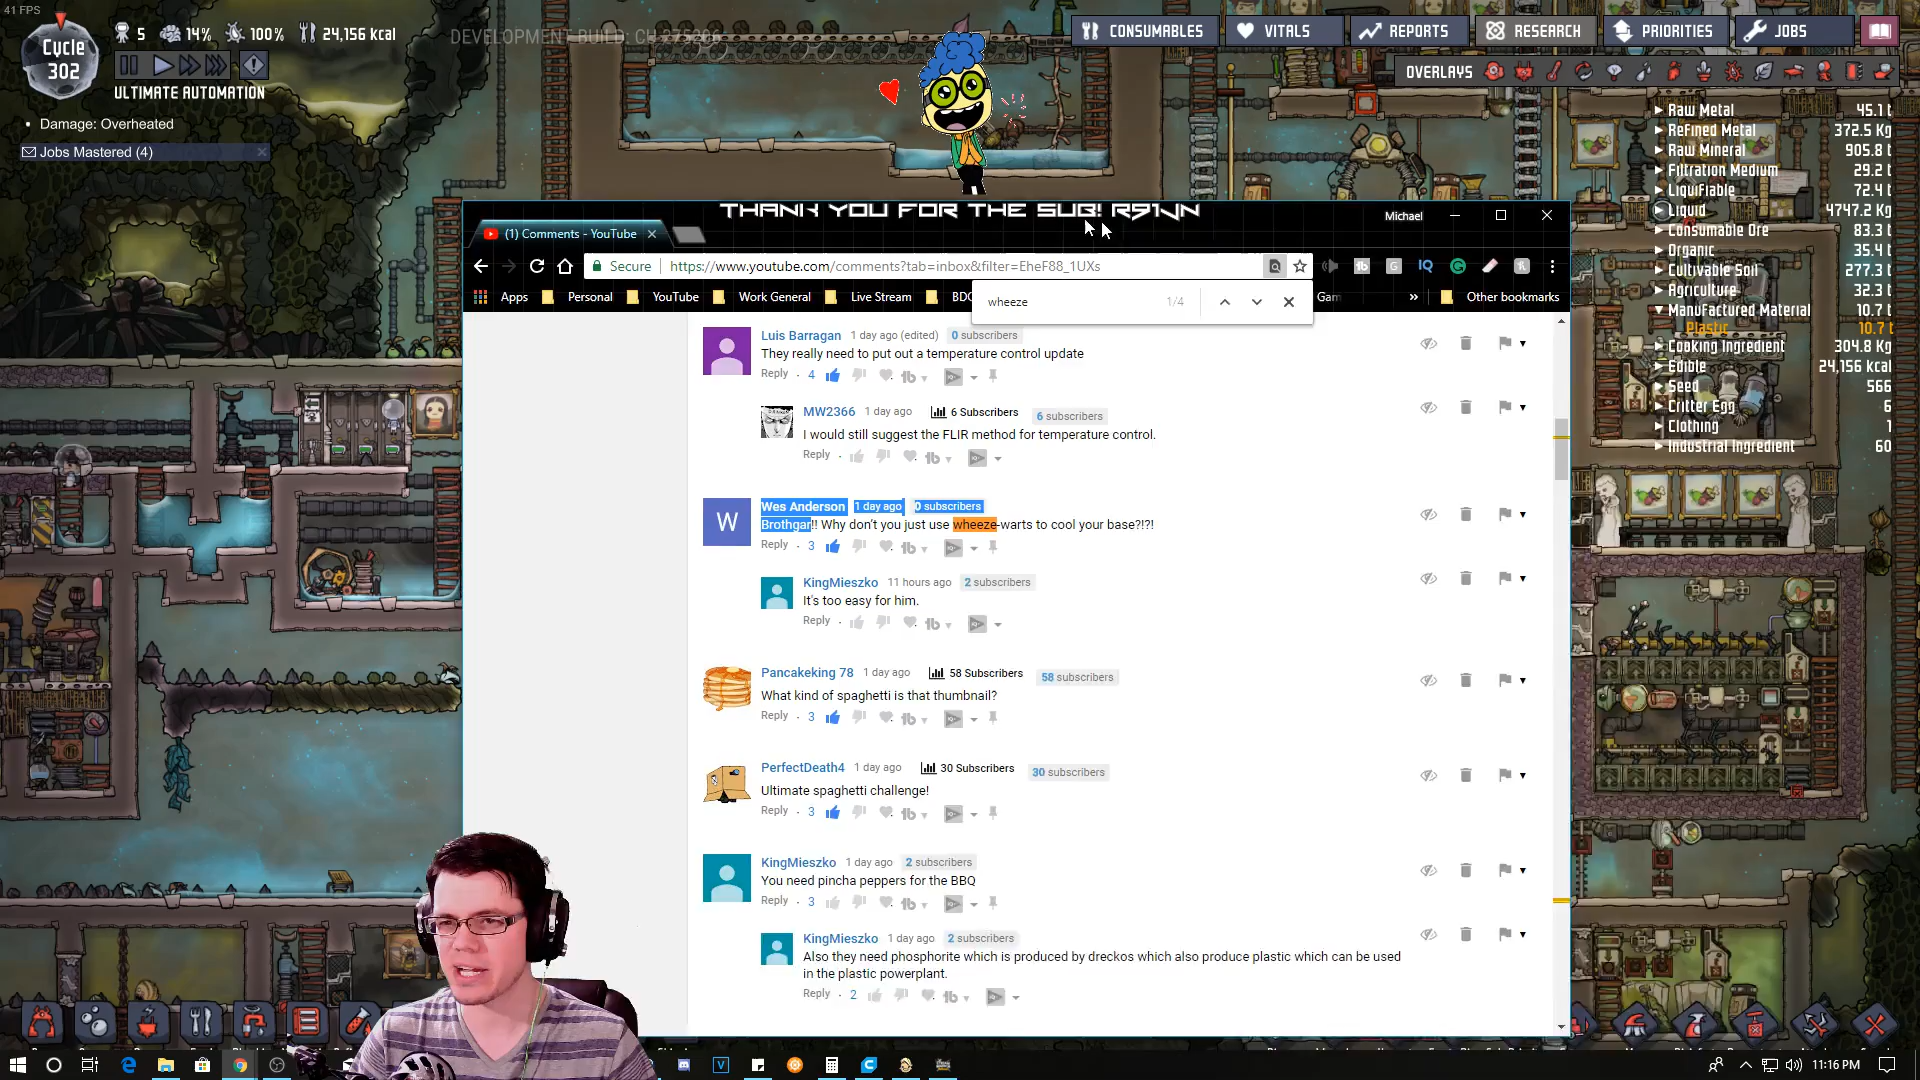 41 FPS
Cycle
302
5
14%
100%
24,156 kcal
ULTIMATE AUTOMATION
Damage: Overheated
Jobs Mastered (4)
DEVELOPMENT BUILD:
CONSUMABLES
VITALS
REPORTS
RESEARCH
PRIORITIES
JOBS
OVERLAYS
Raw Metal 45.1 t
Refined Metal 372.5 Kg
Raw Mineral 905.8 t
Filtration Medium 29.2 t
Liquifiable 72.4 t
Liquid 4747.2 Kg
Consumable Ore 83.3 t
Organic 35.4 t
Cultivable Soil 277.3 t
Agriculture 32.3 t
Manufactured Material 10.7 t
Plastic 10.7 t
Cooking Ingredient 304.8 Kg
Edible 24,156 kcal
Seed 566
Critter Egg 6
Clothing 1
Industrial Ingredient 60
THANK YOU FOR THE SUB! R91JN
Michael
(1) Comments - YouTube
Secure
https://www.youtube.com/comments?tab=inbox&filter=EheF88_1UXs
Apps
Personal
YouTube
Work General
Live Stream
BDO
Gam
»
Other bookmarks
wheeze
1/4
Luis Barragan 1 day ago (edited) 0 subscribers
They really need to put out a temperature control update
Reply · 4
MW2366 1 day ago 6 Subscribers 6 subscribers
I would still suggest the FLIR method for temperature control.
Reply ·
W
Wes Anderson 1 day ago 0 subscribers
Brothgar!! Why don't you just use wheeze-warts to cool your base?!?!
Reply · 3
KingMieszko 11 hours ago 2 subscribers
It's too easy for him.
Reply ·
Pancakeking 78 1 day ago 58 Subscribers 58 subscribers
What kind of spaghetti is that thumbnail?
Reply · 3
PerfectDeath4 1 day ago 30 Subscribers 30 subscribers
Ultimate spaghetti challenge!
Reply · 3
KingMieszko 1 day ago 2 subscribers
You need pincha peppers for the BBQ
Reply · 3
KingMieszko 1 day ago 2 subscribers
Also they need phosphorite which is produced by dreckos which also produce plastic which can be used
in the plastic powerplant.
Reply · 2
11:16 PM